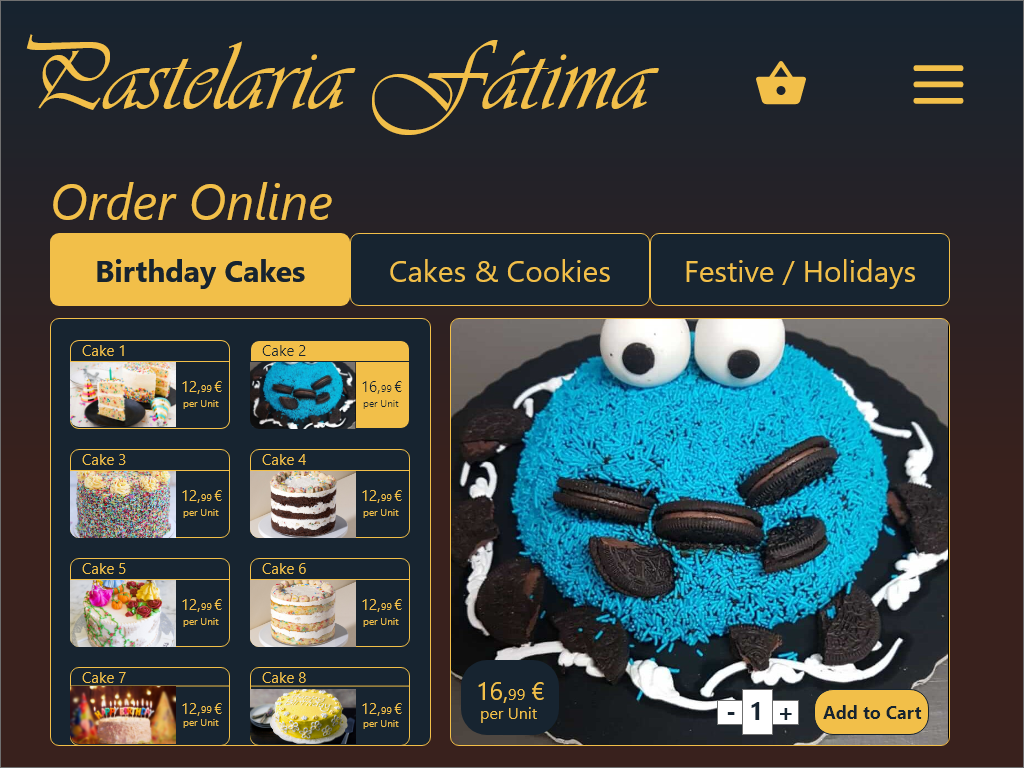 Pastelaria Fátima
Order Online
Birthday Cakes
Cakes & Cookies
Festive / Holidays
Cake 1
12,99 €
per Unit
Cake 2
16,99 €
per Unit
Cake 3
12,99 €
per Unit
Cake 4
12,99 €
per Unit
Cake 5
12,99 €
per Unit
Cake 6
12,99 €
per Unit
Cake 7
12,99 €
per Unit
Cake 8
12,99 €
per Unit
16,99 €
per Unit
- 1 +
Add to Cart